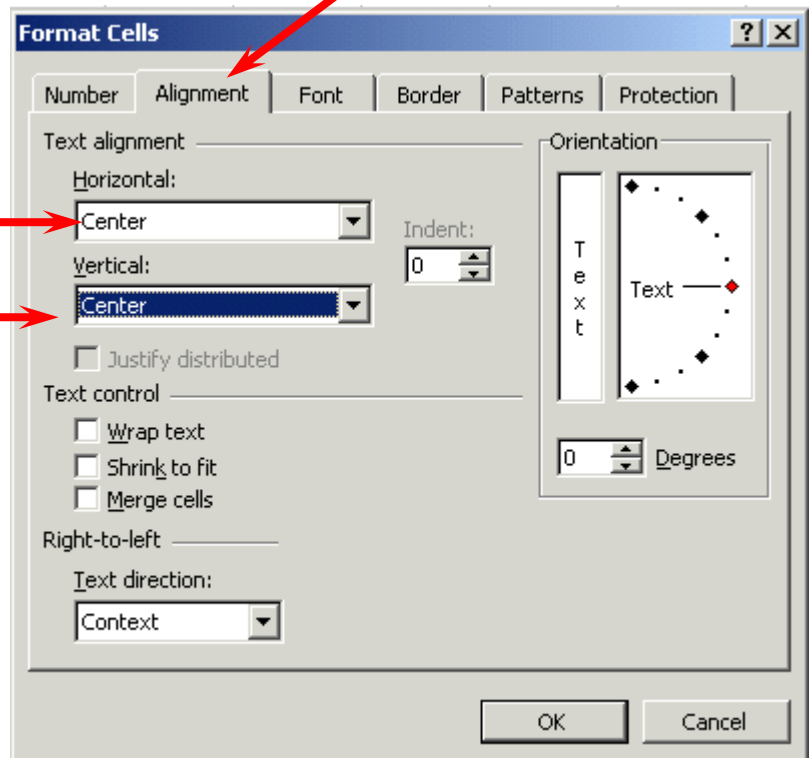 Format Cells
Number Alignment Font Border Patterns Protection
Text alignment
Horizontal:
Center
Indent:
0
Vertical:
Center
Justify distributed
Text control
Wrap text
Shrink to fit
Merge cells
Right-to-left
Text direction:
Context
Orientation
Text
Text
0 Degrees
OK Cancel